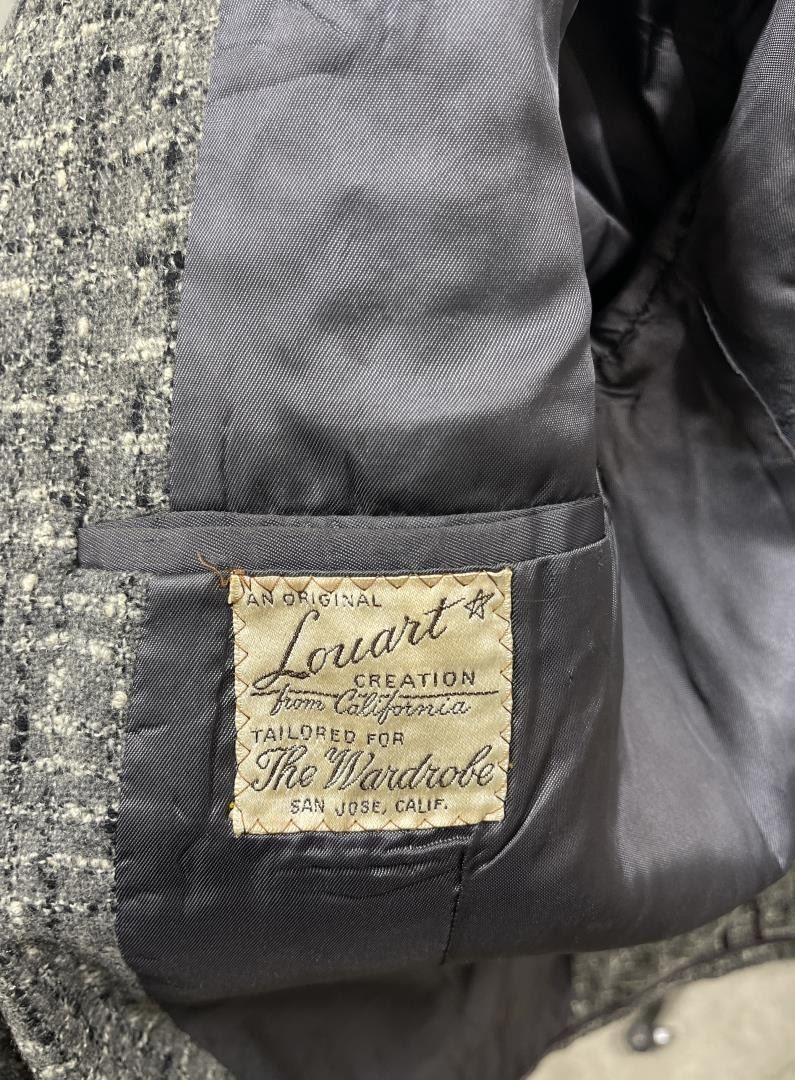 AN ORIGINAL
Louart
CREATION
from California
TAILORED FOR
The Wardrobe
SAN JOSE, CALIF.